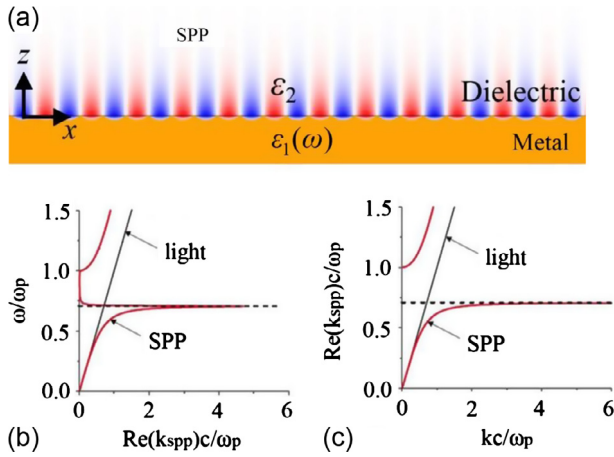 (a)
SPP
z
ε₂
Dielectric
x
ε₁(ω)
Metal
1.5
light
1.0
ω/ωp
0.5
SPP
0.0
0 2 4 6
(b)
Re(kspp)c/ωp
1.5
light
1.0
Re(kspp)c/ωp
0.5
SPP
0.0
0 2 4 6
(c)
kc/ωp